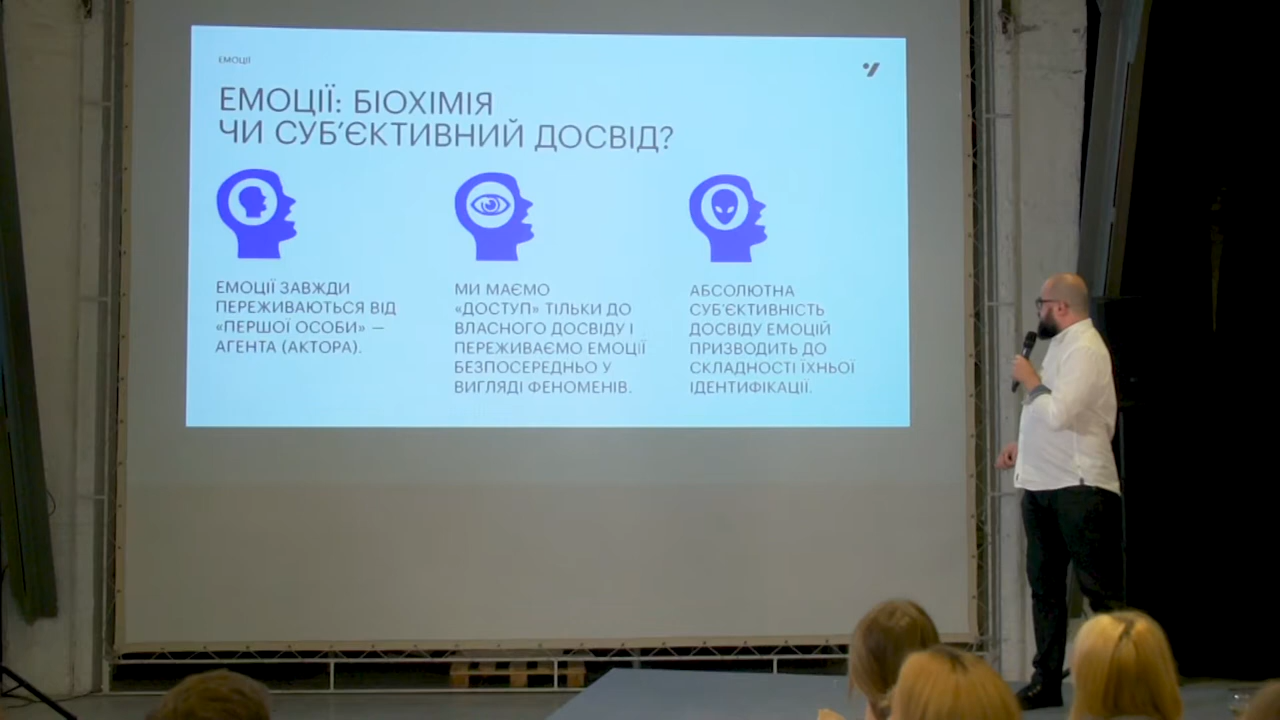 ЕМОЦІЇ
ЕМОЦІЇ: БІОХІМІЯ
ЧИ СУБ'ЄКТИВНИЙ ДОСВІД?
ЕМОЦІЇ ЗАВЖДИ
ПЕРЕЖИВАЮТЬСЯ ВІД
«ПЕРШОЇ ОСОБИ» —
АГЕНТА (АКТОРА).
МИ МАЄМО
«ДОСТУП» ТІЛЬКИ ДО
ВЛАСНОГО ДОСВІДУ І
ПЕРЕЖИВАЄМО ЕМОЦІЇ
БЕЗПОСЕРЕДНЬО У
ВИГЛЯДІ ФЕНОМЕНІВ.
АБСОЛЮТНА
СУБ'ЄКТИВНІСТЬ
ДОСВІДУ ЕМОЦІЙ
ПРИЗВОДИТЬ ДО
СКЛАДНОСТІ ЇХНЬОЇ
ІДЕНТИФІКАЦІЇ.